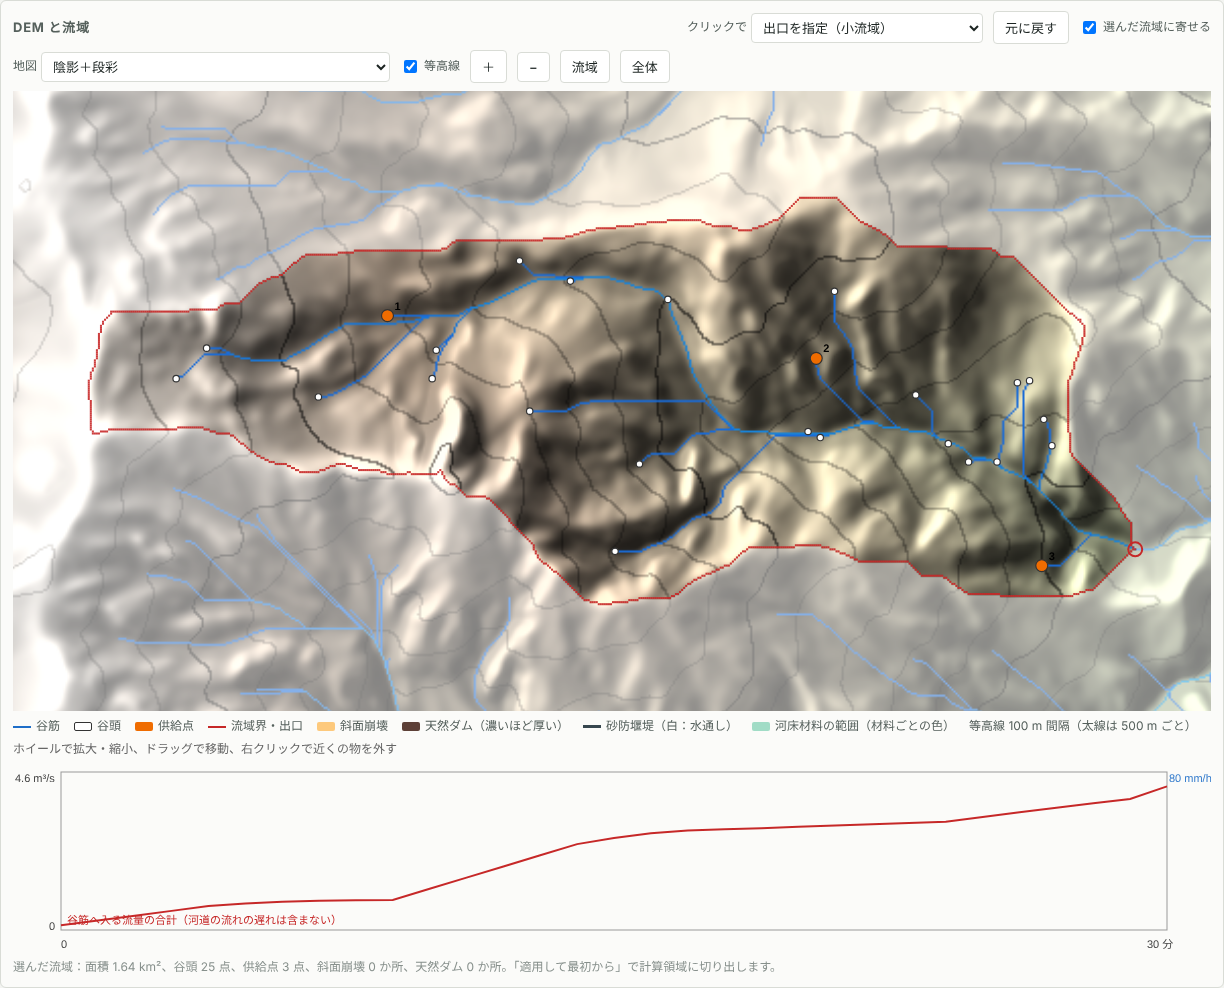 DEM と流域
クリックで 出口を指定（小流域） 元に戻す 選んだ流域に寄せる
地図 陰影＋段彩 等高線 ＋ － 流域 全体
1
2
3
谷筋 谷頭 供給点 流域界・出口 斜面崩壊 天然ダム（濃いほど厚い） 砂防堰堤（白：水通し） 河床材料の範囲（材料ごとの色） 等高線 100 m 間隔（太線は 500 m ごと）
ホイールで拡大・縮小、ドラッグで移動、右クリックで近くの物を外す
4.6 m³/s
80 mm/h
谷筋へ入る流量の合計（河道の流れの遅れは含まない）
0
0
30 分
選んだ流域：面積 1.64 km²、谷頭 25 点、供給点 3 点、斜面崩壊 0 か所、天然ダム 0 か所。「適用して最初から」で計算領域に切り出します。